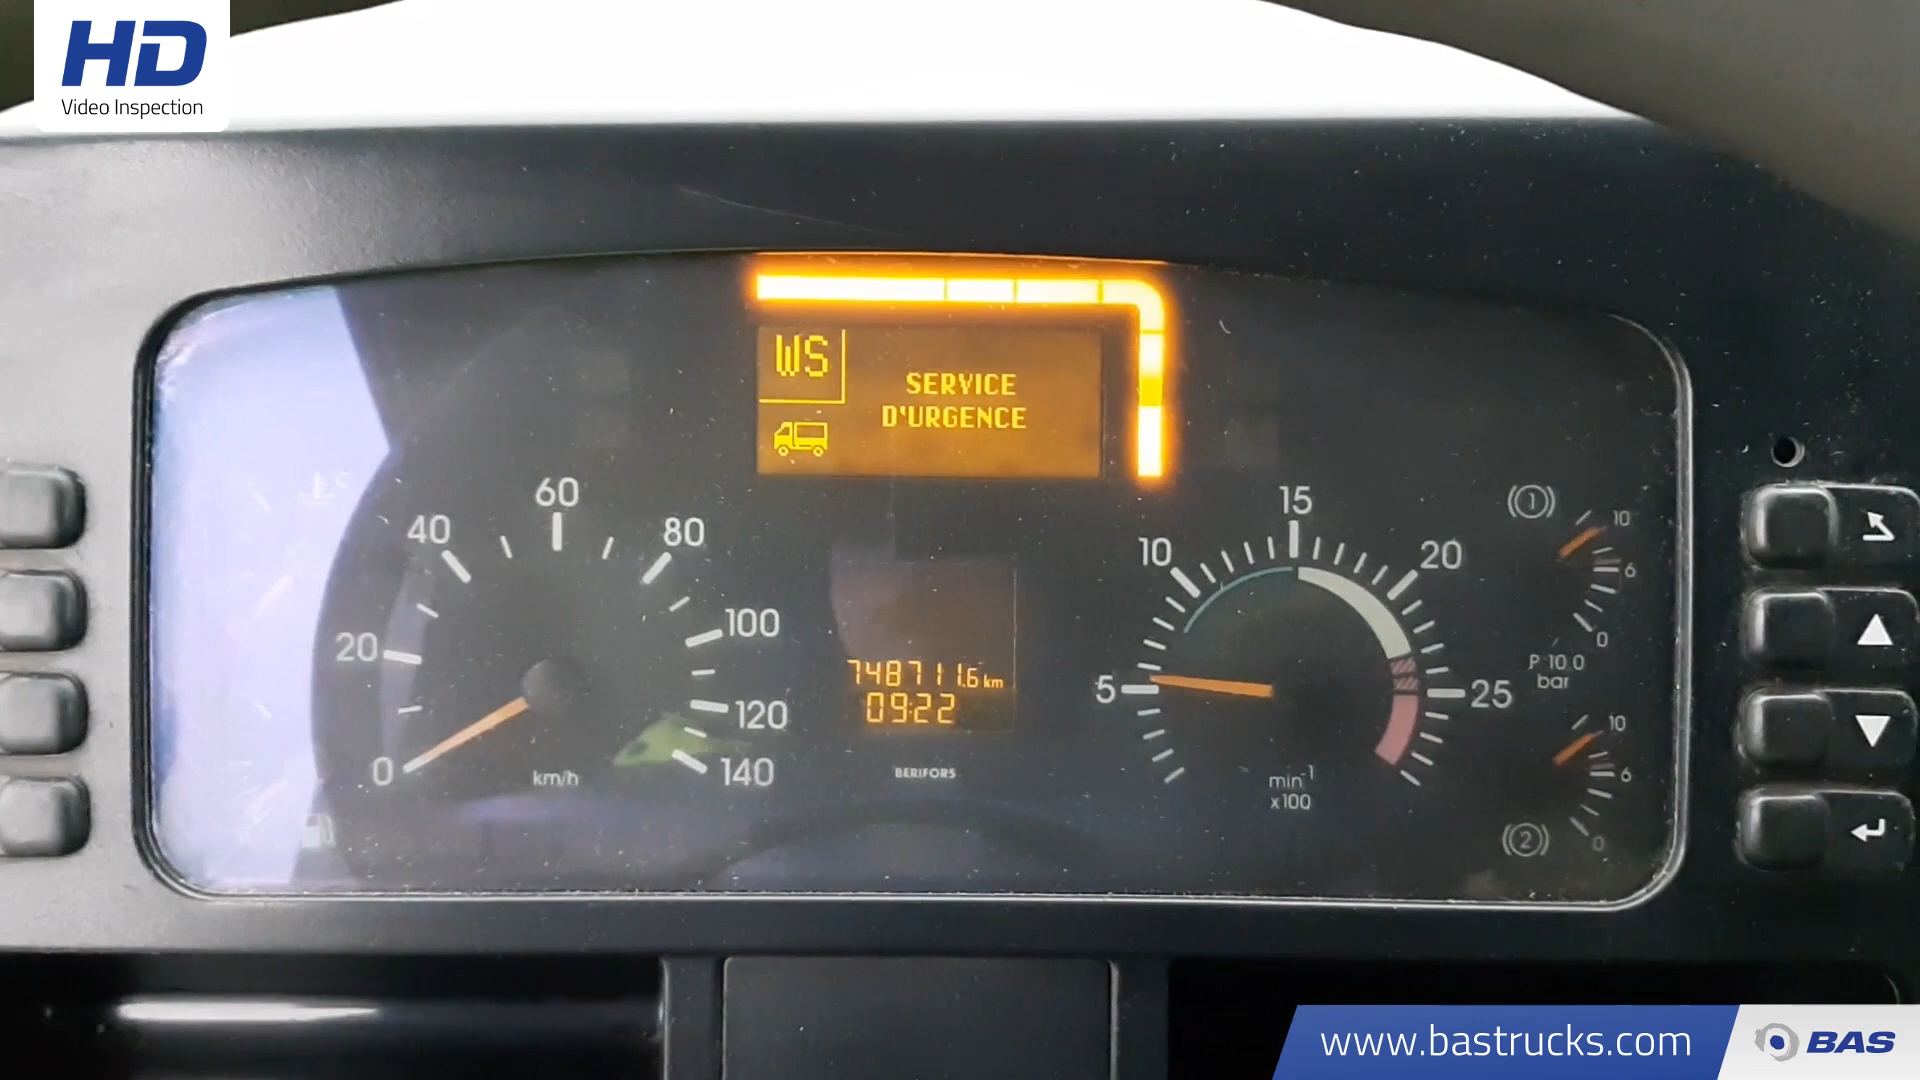 HD
Video Inspection
WS
SERVICE
D'URGENCE
0
20
40
60
80
100
120
140
km/h
748711.6 km
09:22
BERIFORS
5
10
15
20
25
min-1
x100
(1)
10
6
0
P 10.0
bar
10
6
0
(2)
www.bastrucks.com
BAS